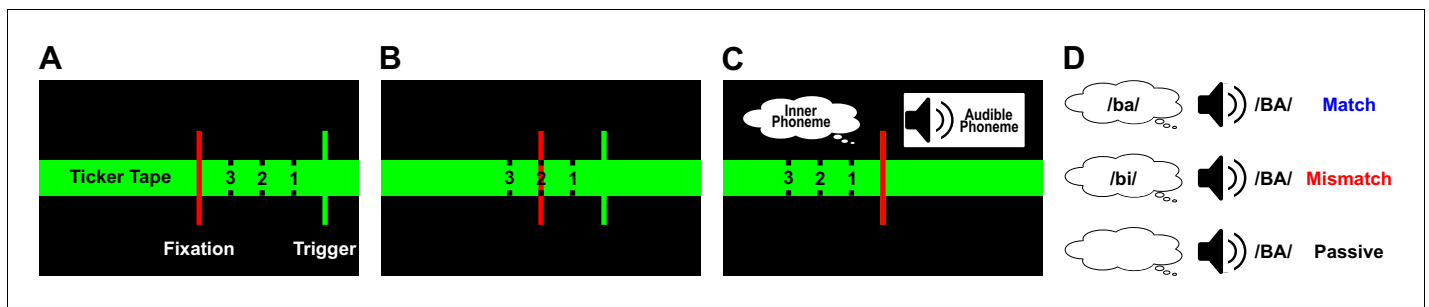 A
Ticker Tape
3 2 1
Fixation
Trigger
B
3 2 1
C
Inner
Phoneme
Audible
Phoneme
3 2 1
D
/ba/ /BA/ Match
/bi/ /BA/ Mismatch
/BA/ Passive